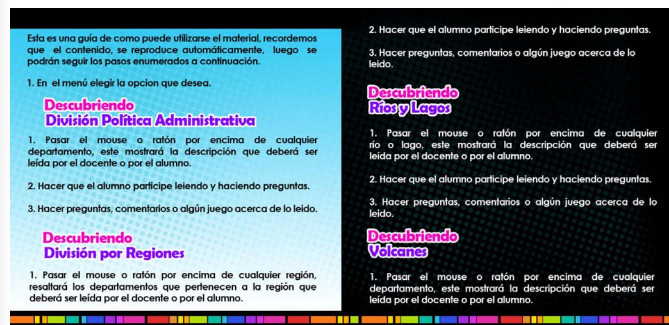 Esta es una guía de como puede utilizarse el material, recordemos
que el contenido, se reproduce automáticamente, luego se
podrán seguir los pasos enumerados a continuación.
1. En el menú elegir la opcion que desea.
Descubriendo
División Política Administrativa
1. Pasar el mouse o ratón por encima de cualquier
departamento, este mostrará la descripción que deberá ser
leída por el docente o por el alumno.
2. Hacer que el alumno participe leiendo y haciendo preguntas.
3. Hacer preguntas, comentarios o algún juego acerca de lo leido.
Descubriendo
División por Regiones
1. Pasar el mouse o ratón por encima de cualquier región,
resaltará los departamentos que pertenecen a la región que
deberá ser leída por el docente o por el alumno.
2. Hacer que el alumno participe leiendo y haciendo preguntas.
3. Hacer preguntas, comentarios o algún juego acerca de lo
leido.
Descubriendo
Ríos y Lagos
1. Pasar el mouse o ratón por encima de cualquier
río o lago, este mostrará la descripción que deberá ser
leída por el docente o por el alumno.
2. Hacer que el alumno participe leiendo y haciendo preguntas.
3. Hacer preguntas, comentarios o algún juego acerca de lo
leido.
Descubriendo
Volcanes
1. Pasar el mouse o ratón por encima de cualquier
departamento, este mostrará la descripción que deberá ser
leída por el docente o por el alumno.